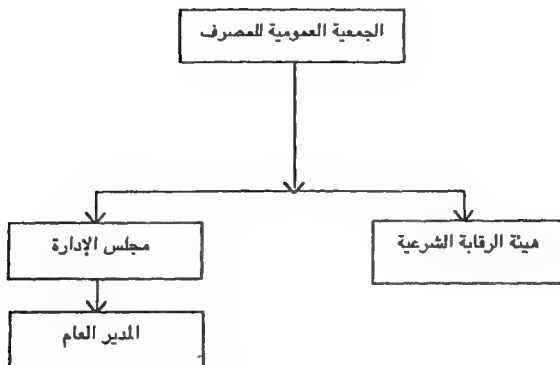 الجمعية العمومية للمصرف
هيئة الرقابة الشرعية
مجلس الإدارة
المدير العام